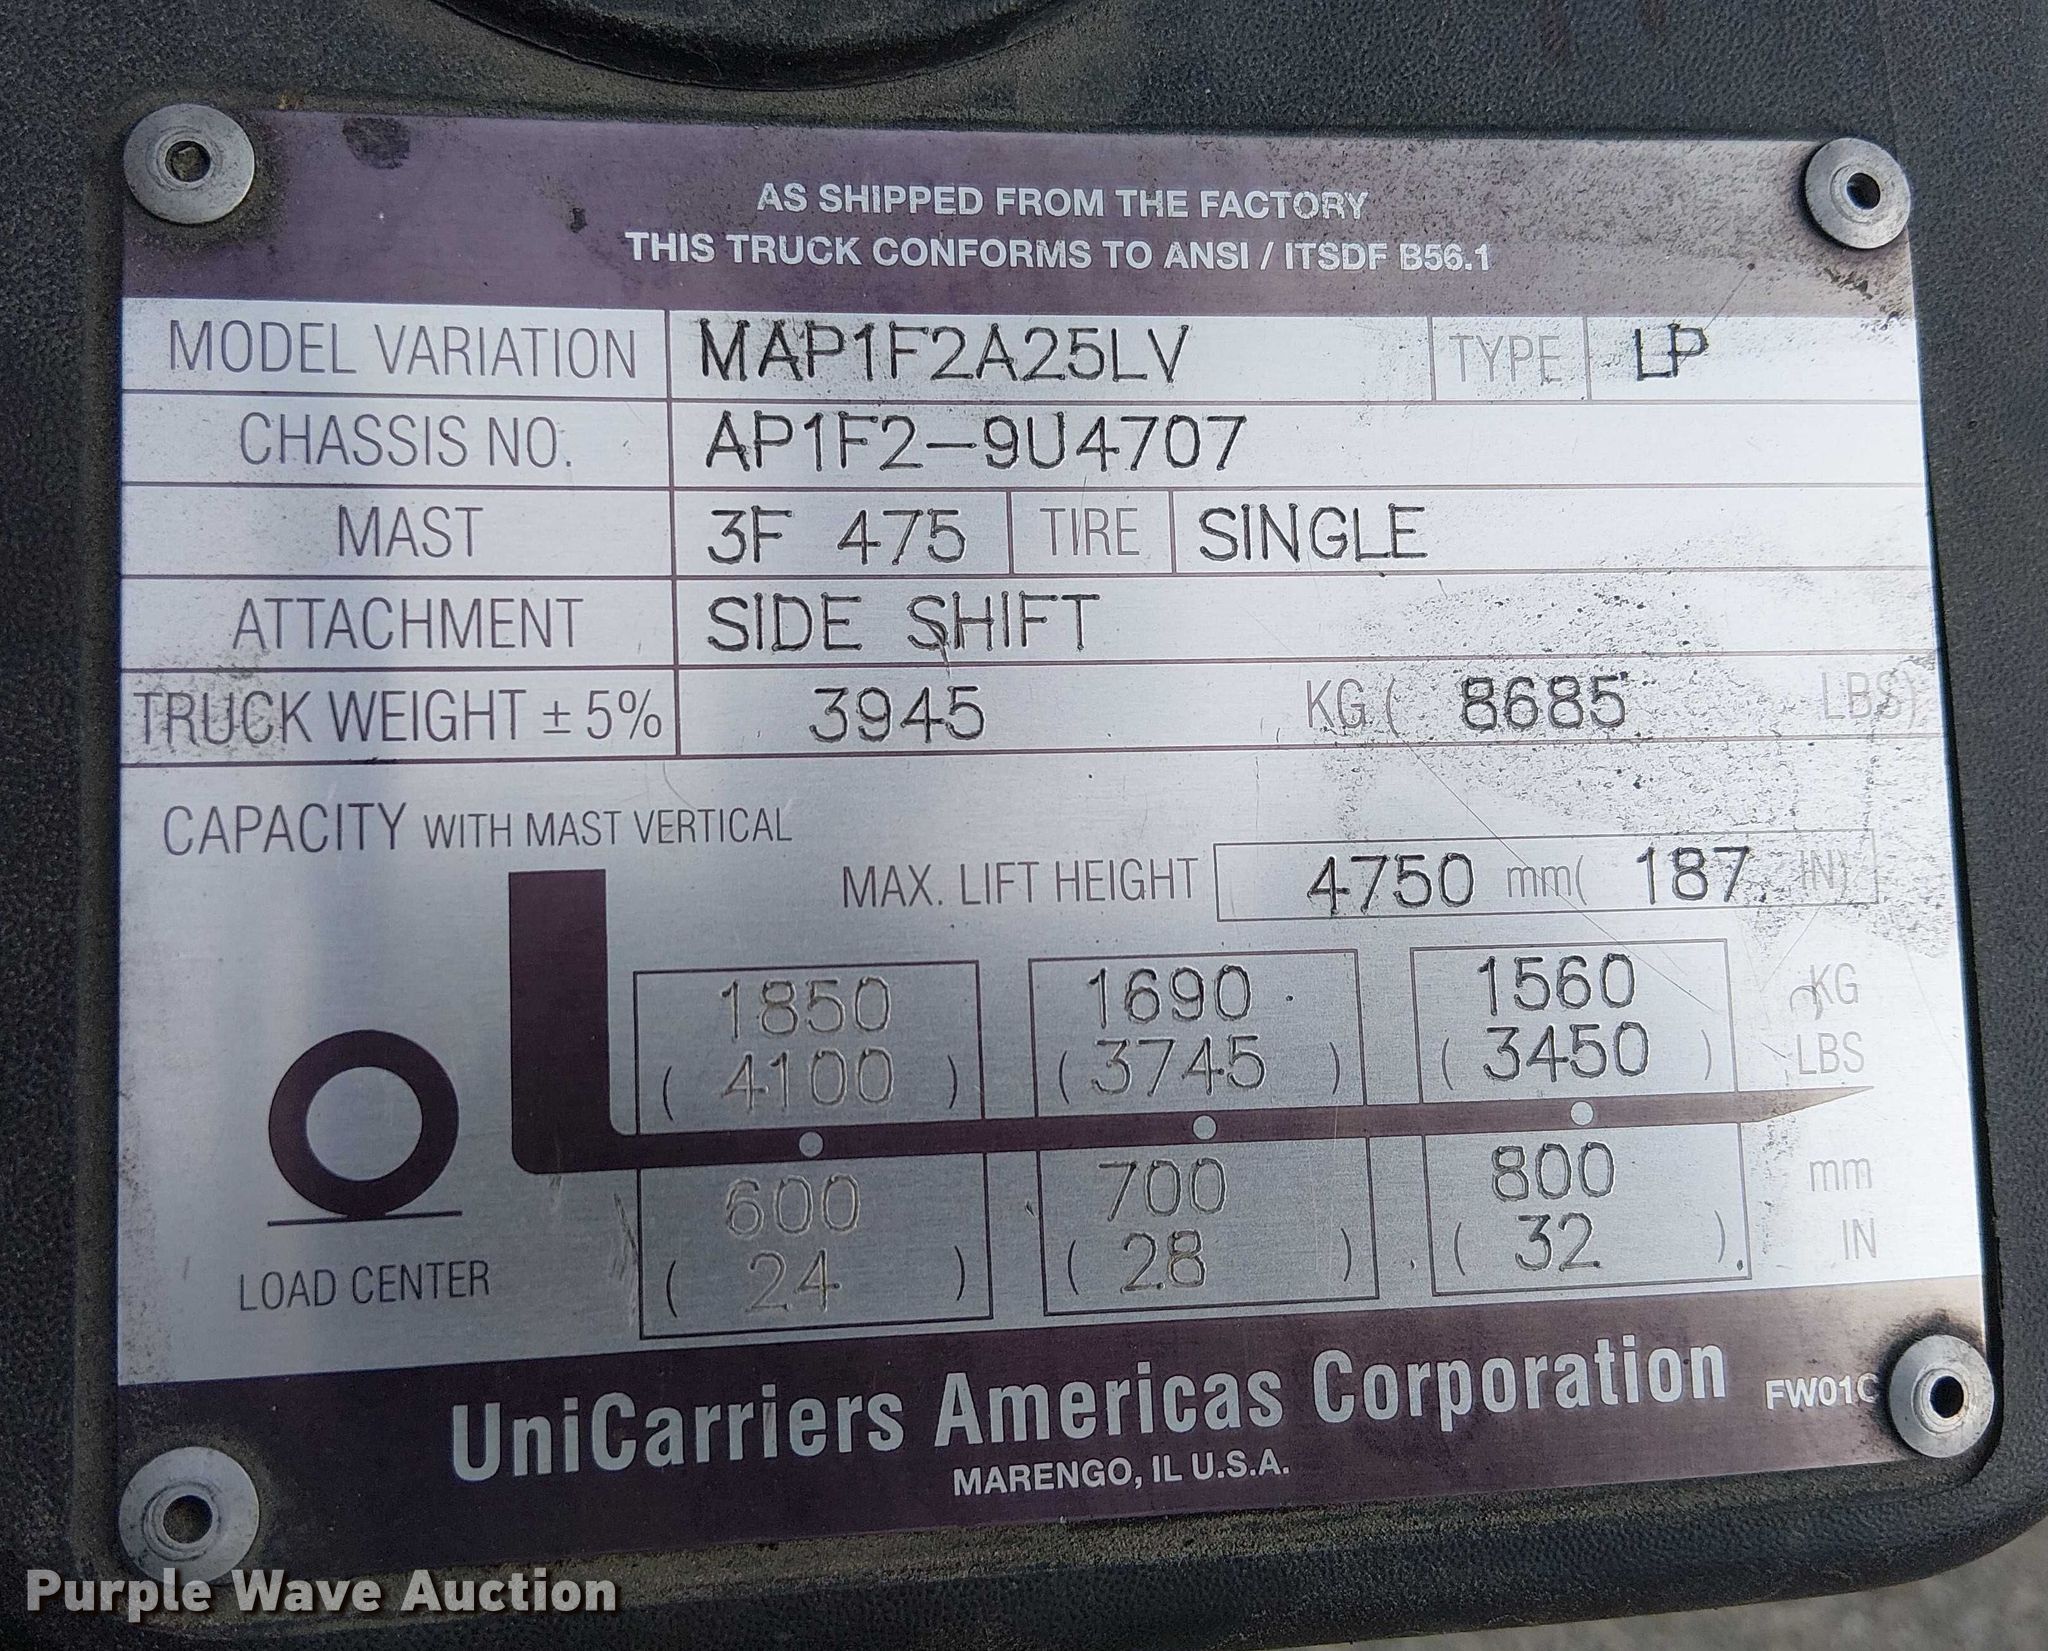 AS SHIPPED FROM THE FACTORY
THIS TRUCK CONFORMS TO ANSI / ITSDF B56.1
MODEL VARIATION MAP1F2A25LV TYPE LP
CHASSIS NO. AP1F2-9U4707
MAST 3F 475 TIRE SINGLE
ATTACHMENT SIDE SHIFT
TRUCK WEIGHT ± 5% 3945 KG ( 8685 LBS)
CAPACITY WITH MAST VERTICAL
MAX. LIFT HEIGHT 4750 mm( 187 IN)
1850 1690 1560 KG
( 4100 ) ( 3745 ) ( 3450 ) LBS
600 700 800 mm
( 24 ) ( 28 ) ( 32 ) IN
LOAD CENTER
UniCarriers Americas Corporation FW01C
MARENGO, IL U.S.A.
Purple Wave Auction